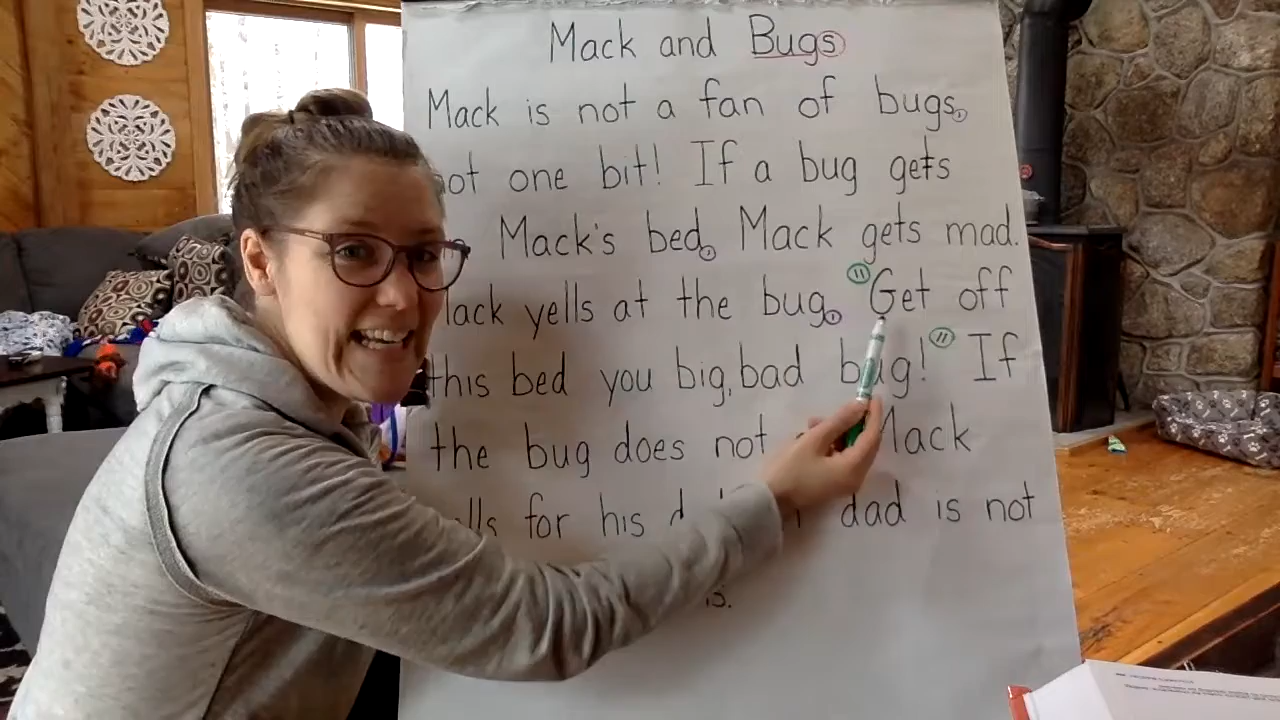 Mack and Bugs
Mack is not a fan of bugs,
not one bit! If a bug gets
Mack's bed, Mack gets mad.
Mack yells at the bug, "Get off
this bed you big, bad bug!" If
the bug does not Mack
for his dad is not